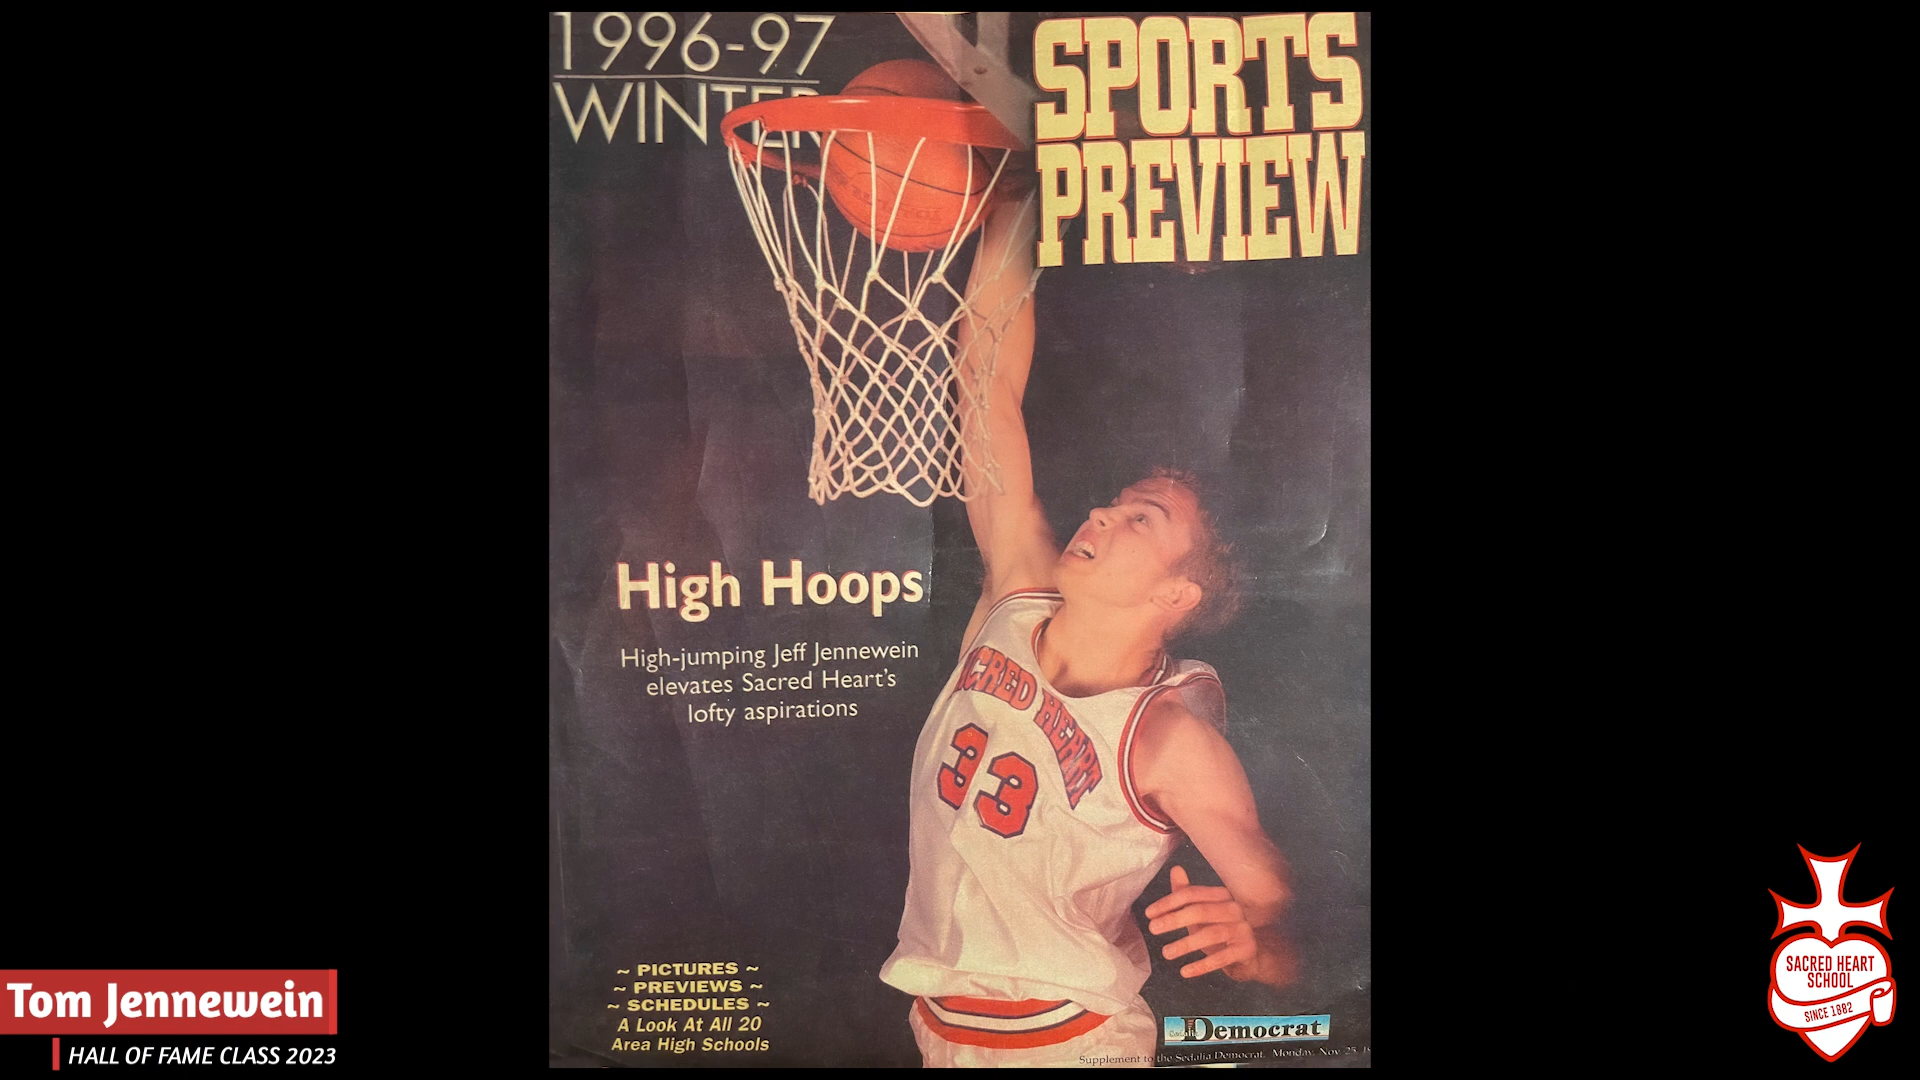 1996-97
WINTER
SPORTS
PREVIEW
High Hoops
High-jumping Jeff Jennewein
elevates Sacred Heart's
lofty aspirations
SACRED HEART
33
~ PICTURES ~
~ PREVIEWS ~
~ SCHEDULES ~
A Look At All 20
Area High Schools
Sedalia Democrat
Supplement to the Sedalia Democrat, Monday, Nov. 25, 19
Tom Jennewein
HALL OF FAME CLASS 2023
SACRED HEART
SCHOOL
SINCE 1882